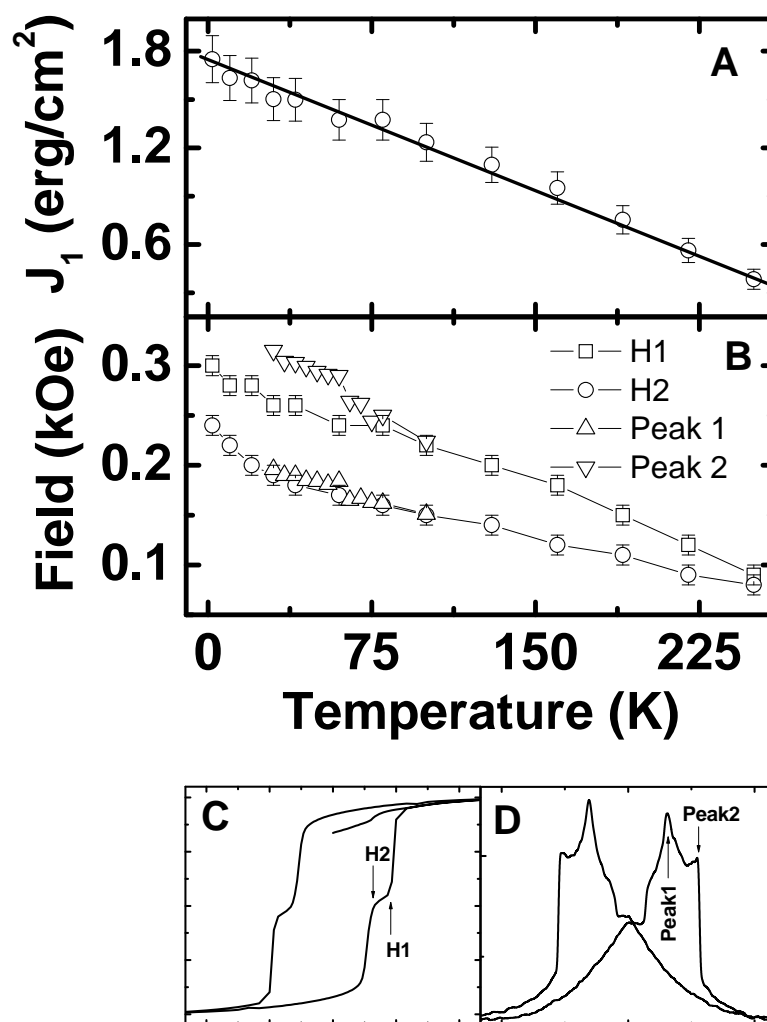 A
J1 (erg/cm2)
1.8
1.2
0.6
B
Field (kOe)
0.3
0.2
0.1
H1
H2
Peak 1
Peak 2
0 75 150 225
Temperature (K)
C
H2
H1
D
Peak2
Peak1